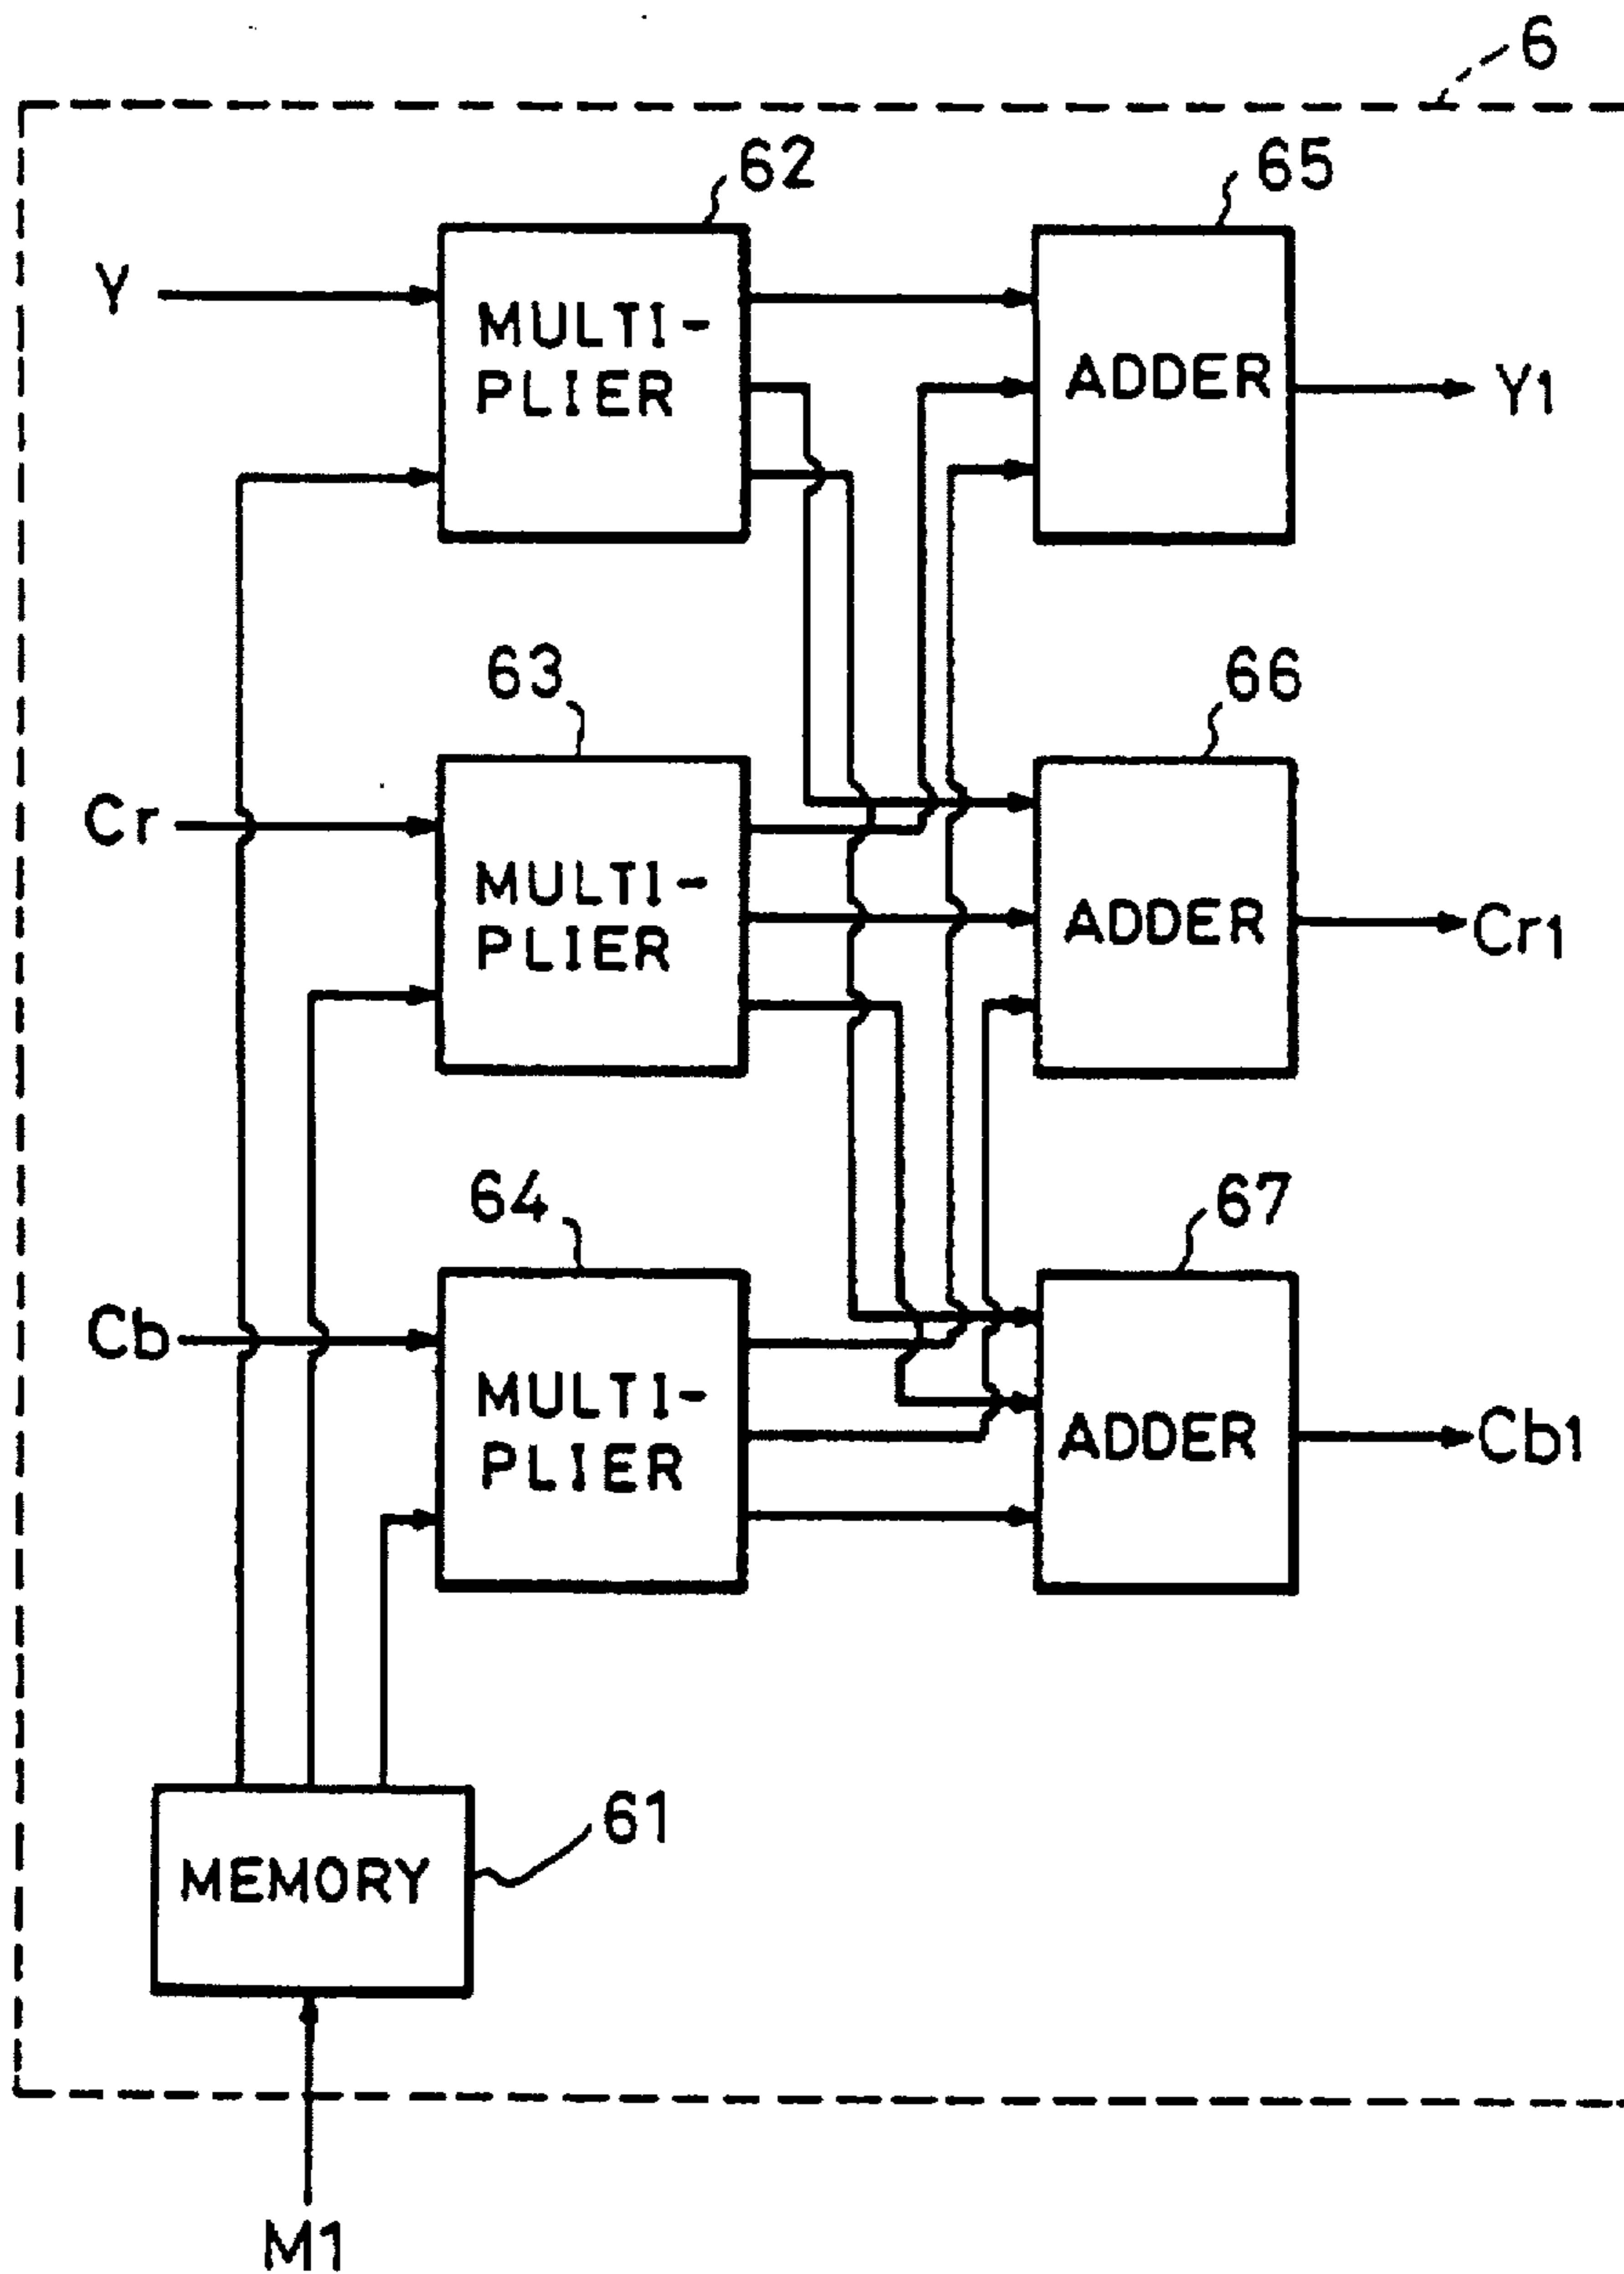 6
62
65
Y
MULTI-
PLIER
ADDER
Y1
63
66
Cr
MULTI-
PLIER
ADDER
Cr1
64
67
Cb
MULTI-
PLIER
ADDER
Cb1
61
MEMORY
M1